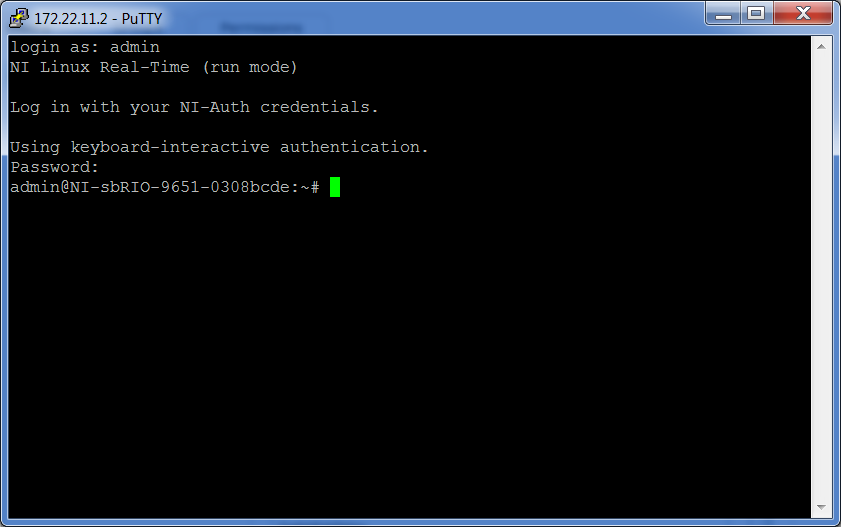 172.22.11.2 - PuTTY
login as: admin
NI Linux Real-Time (run mode)
Log in with your NI-Auth credentials.
Using keyboard-interactive authentication.
Password:
admin@NI-sbRIO-9651-0308bcde:~#